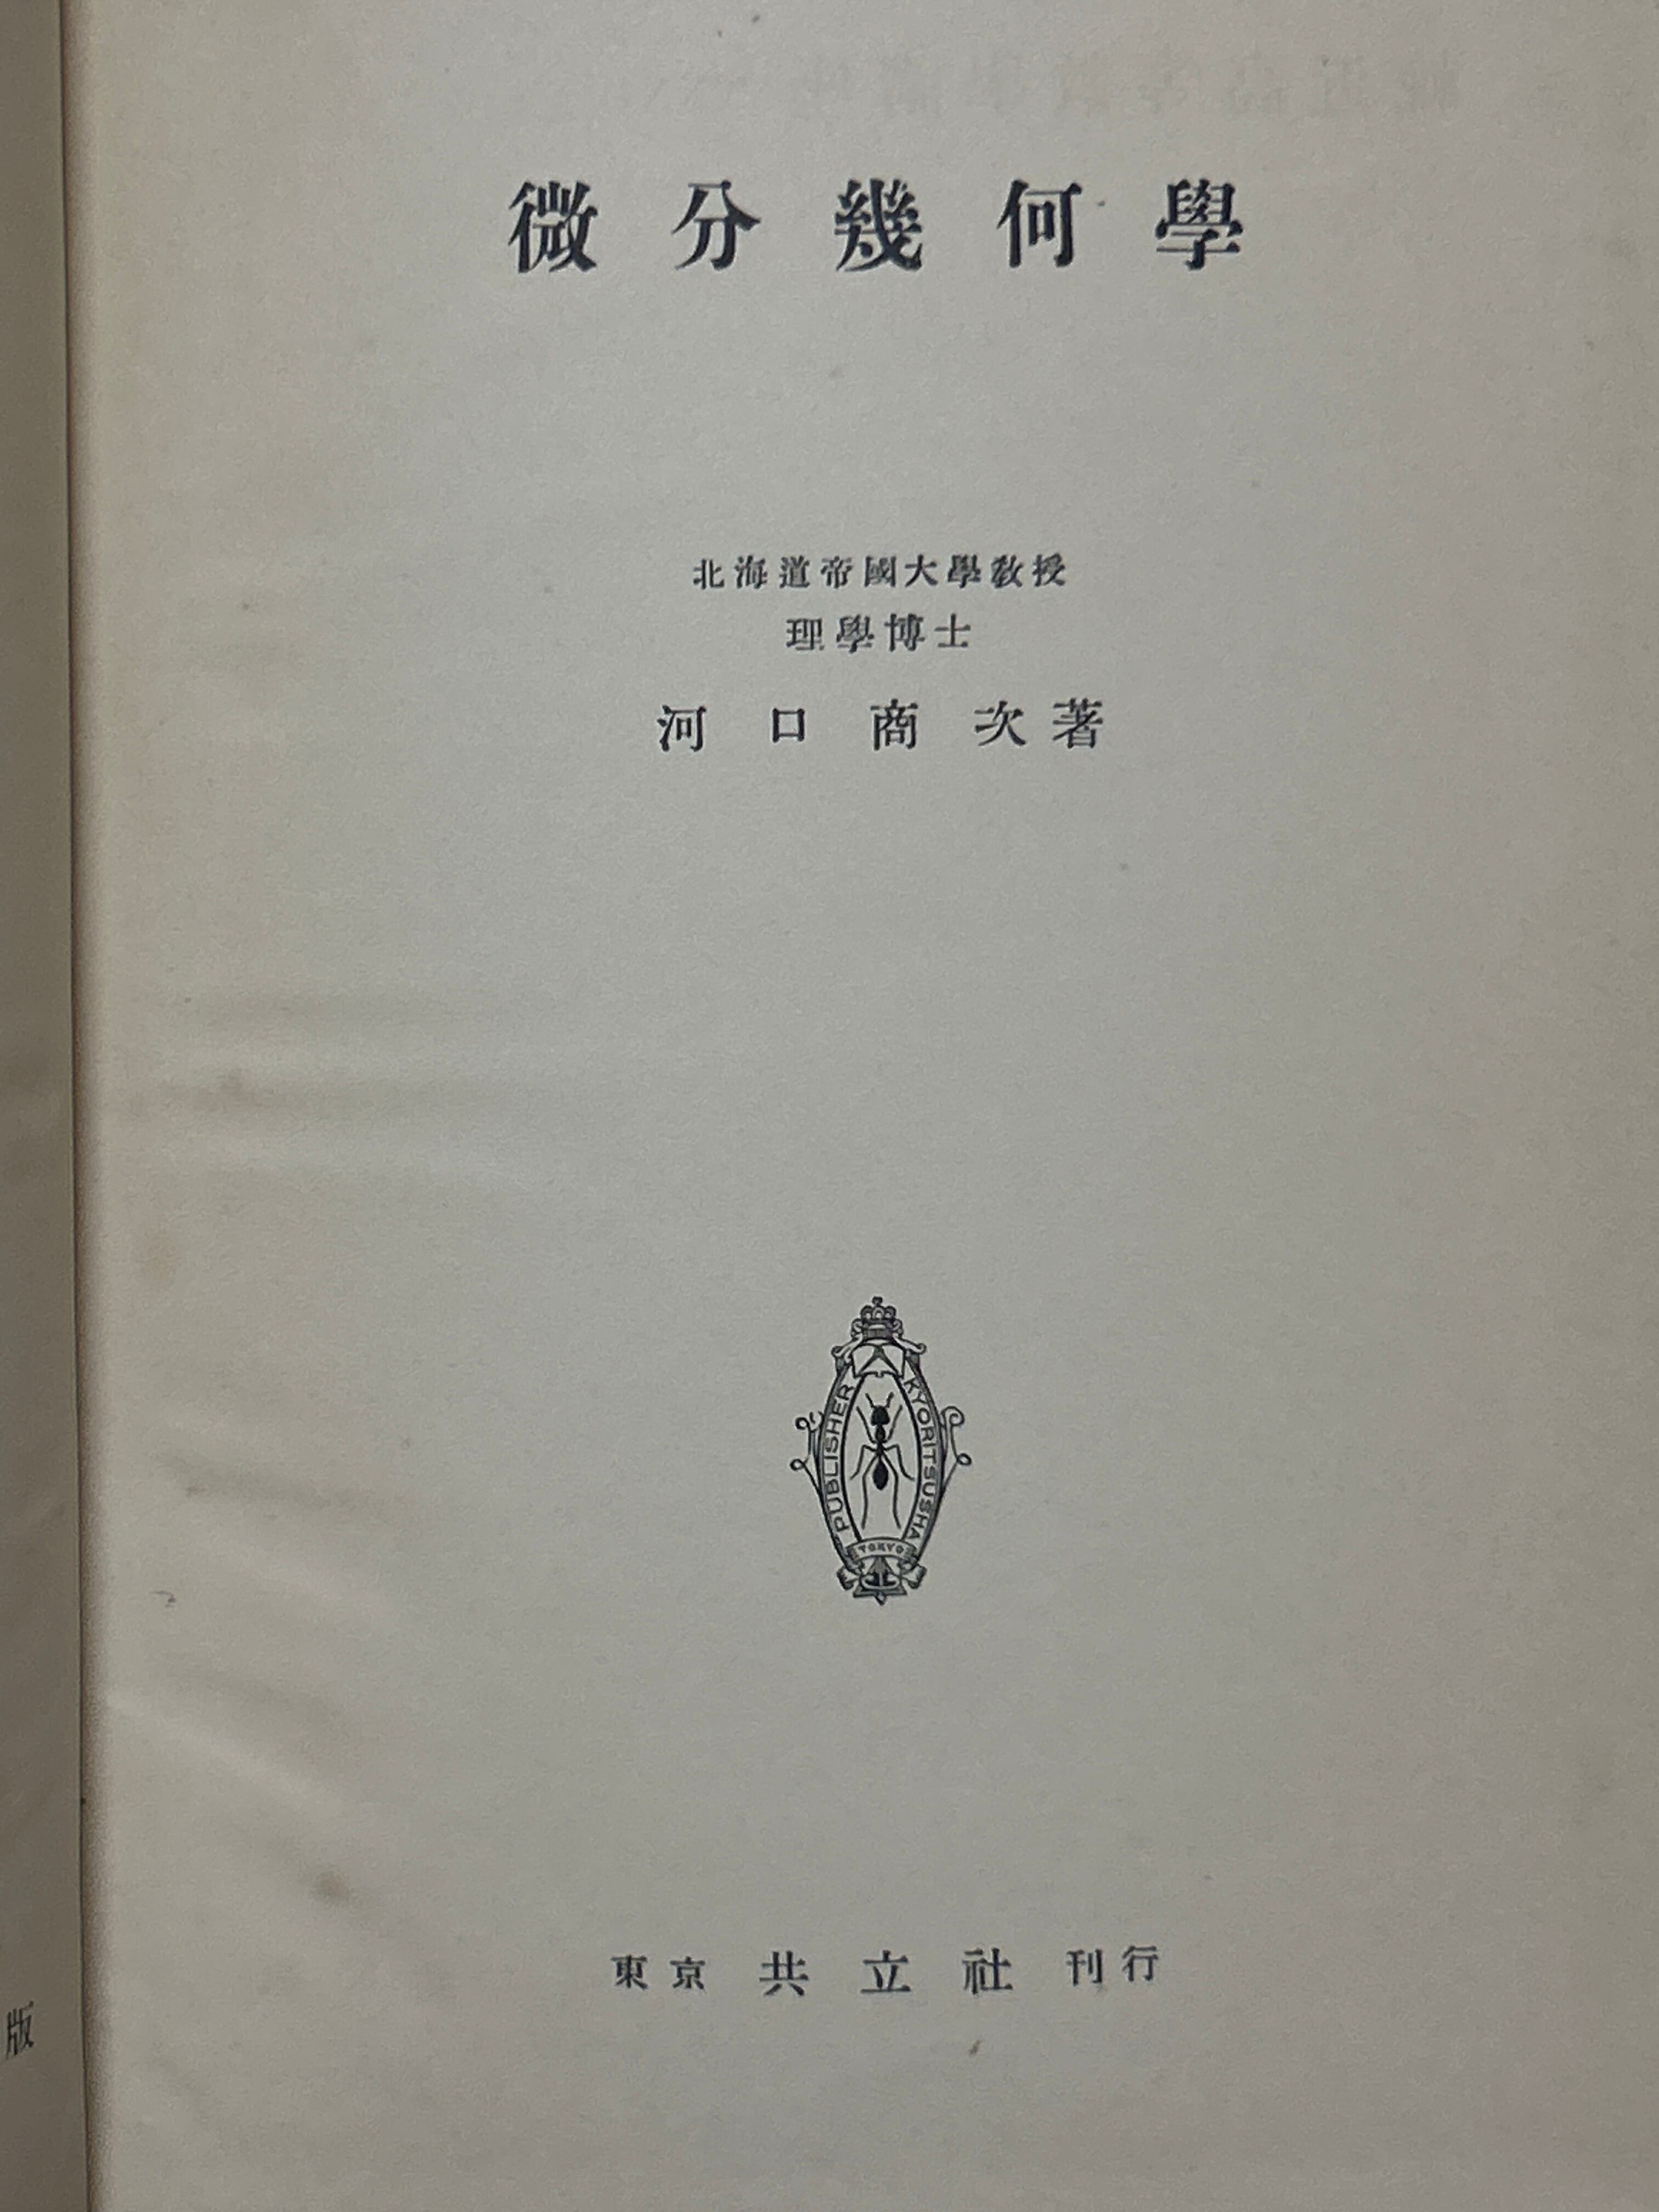 微分幾何學
北海道帝國大學敎授
理學博士
河口商次著
PUBLISHER KYORITSUSHA
TOKYO
東京 共立社 刊行
版